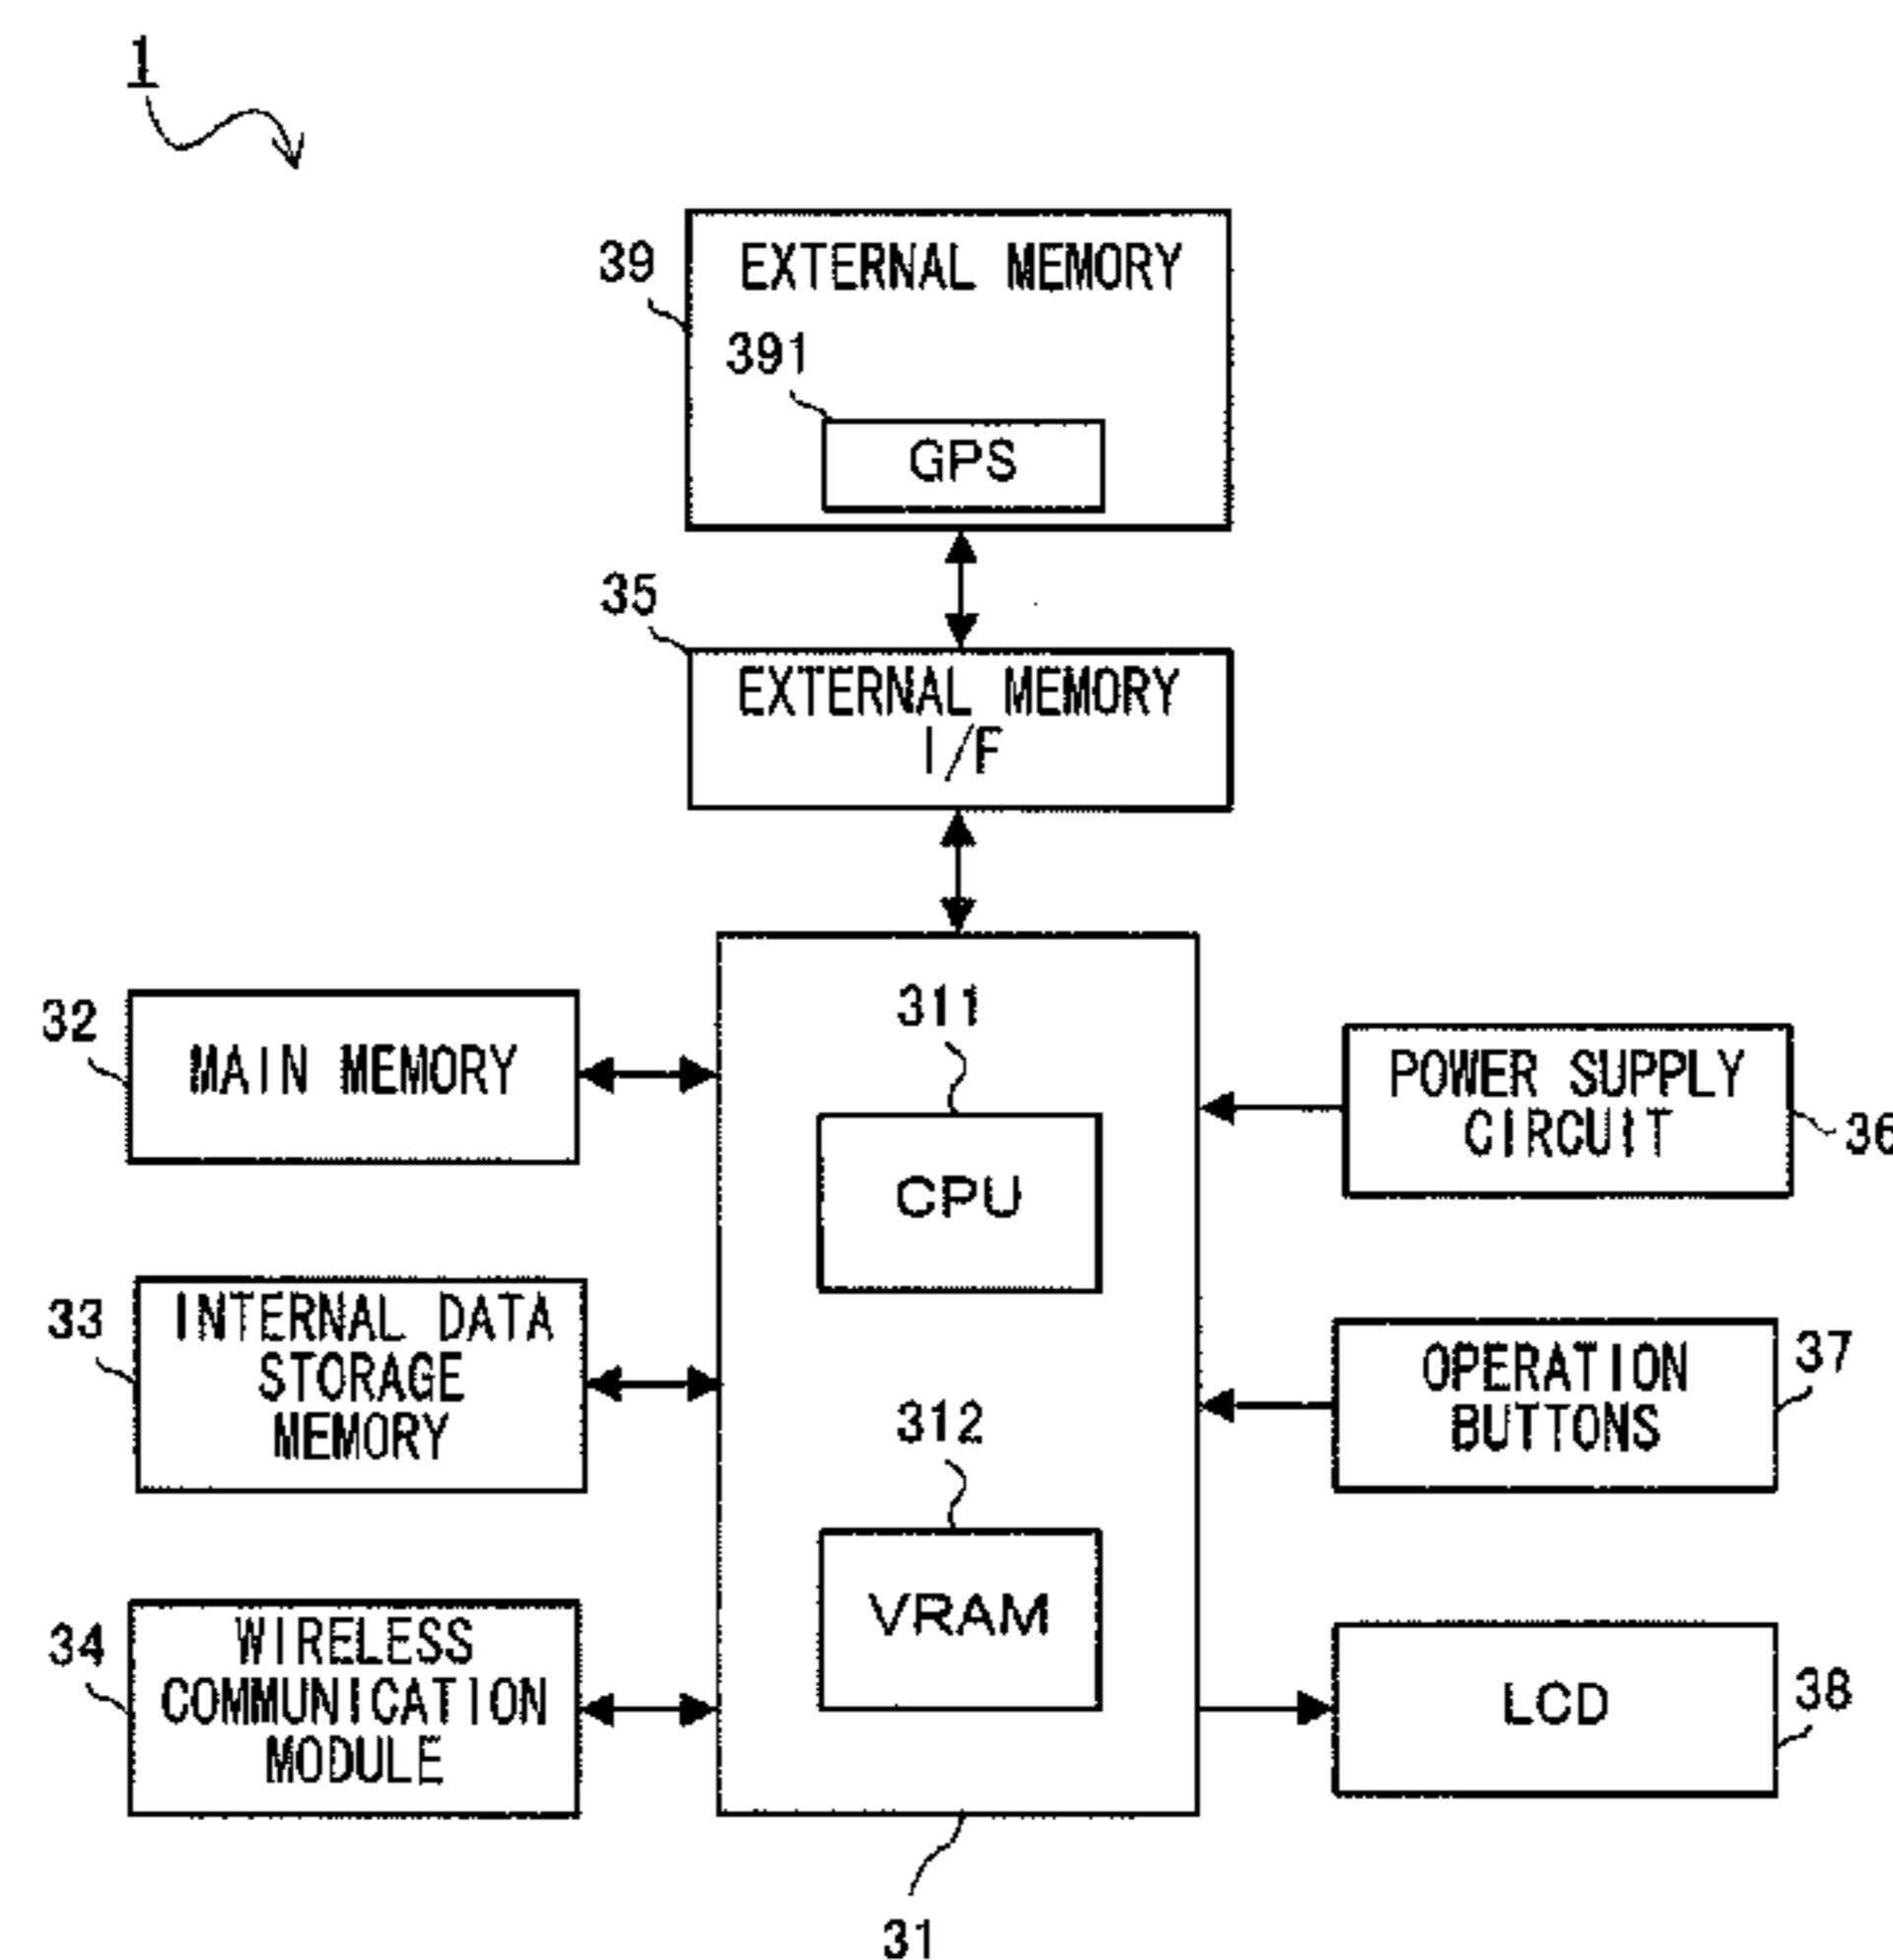 1
39
EXTERNAL MEMORY
391
GPS
35
EXTERNAL MEMORY
I/F
311
32
MAIN MEMORY
POWER SUPPLY
CIRCUIT
36
CPU
33
INTERNAL DATA
STORAGE
MEMORY
37
OPERATION
BUTTONS
312
34
WIRELESS
COMMUNICATION
MODULE
VRAM
LCD
38
31